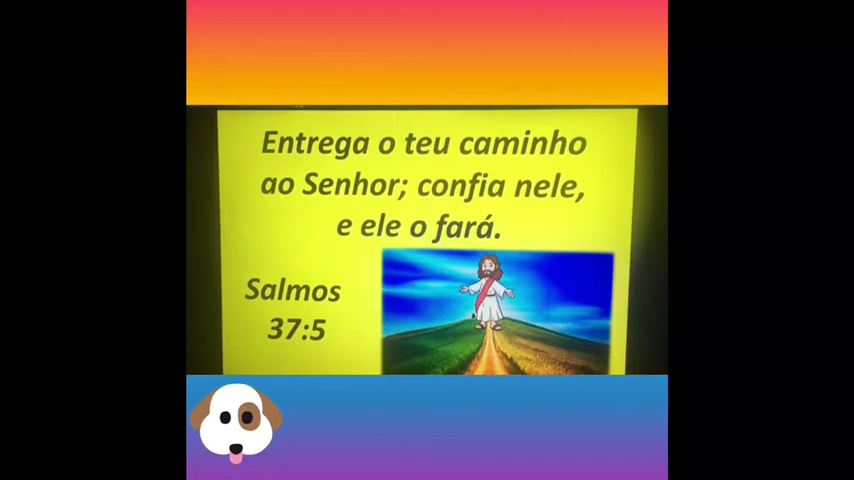 Entrega o teu caminho
ao Senhor; confia nele,
e ele o fará.
Salmos
37:5